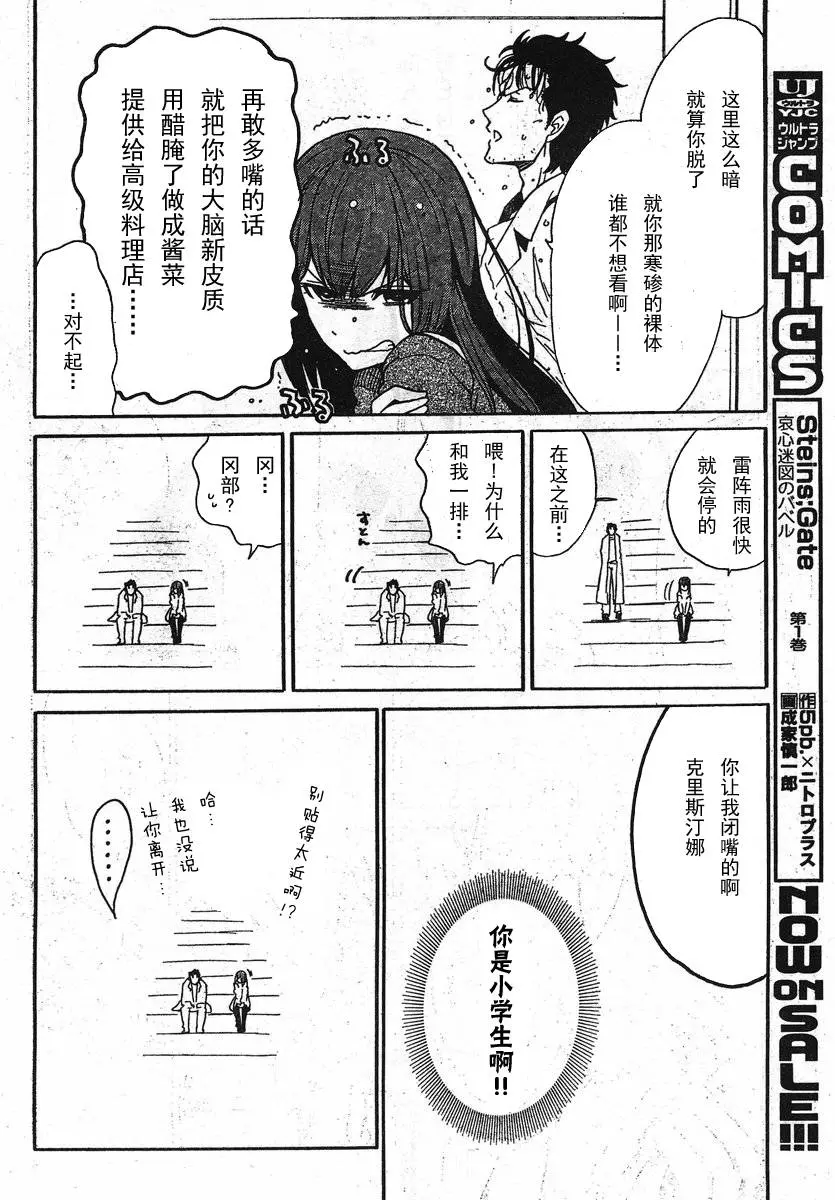 这里这么暗
就算你脱了
就你那寒碜的裸体
谁都不想看啊——…
再敢多嘴的话
就把你的大脑新皮质
用醋腌了做成酱菜
提供给高级料理店……
…对不起…
ふる
ふる
雷阵雨很快
就会停的
在这之前…
喂！为什么
和我一排…
すとん
冈…
冈部？
你让我闭嘴的啊
克里斯汀娜
你是小学生啊!!
别贴得太近啊!?
哈…
我也没说
让你离开…
……
UJ
ウルトラ
YJC
ウルトラ
ジャンプ
COMICS
Steins;Gate
哀心迷図のバベル
第1巻
作 5pb.×ニトロプラス
画 成家慎一郎
NOW ON SALE!!!